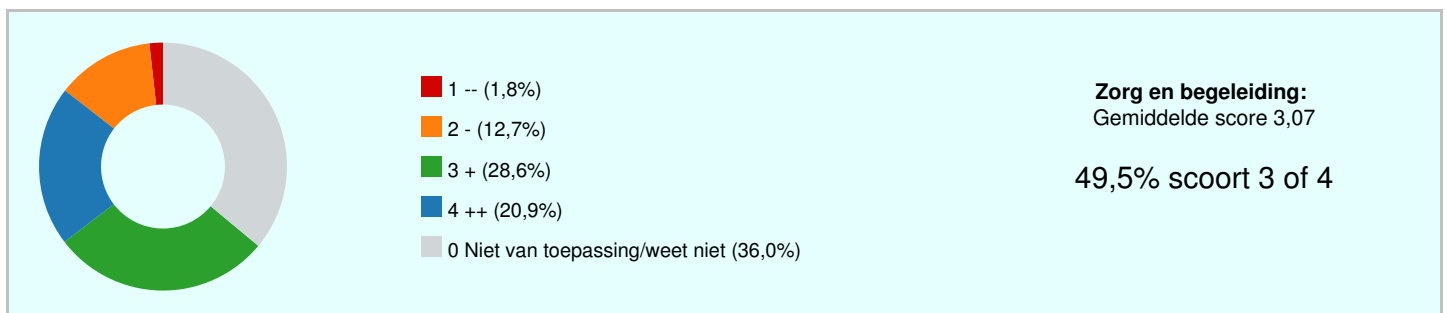 1 -- (1,8%)
2 - (12,7%)
3 + (28,6%)
4 ++ (20,9%)
0 Niet van toepassing/weet niet (36,0%)
Zorg en begeleiding:
Gemiddelde score 3,07
49,5% scoort 3 of 4